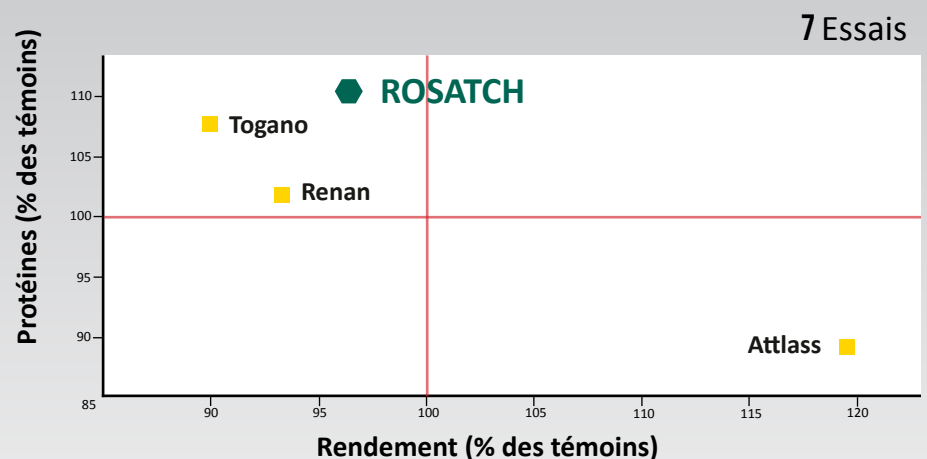 7 Essais
Protéines (% des témoins)
110
105
100
95
90
85
ROSATCH
Togano
Renan
Attlass
90
95
100
105
110
115
120
Rendement (% des témoins)